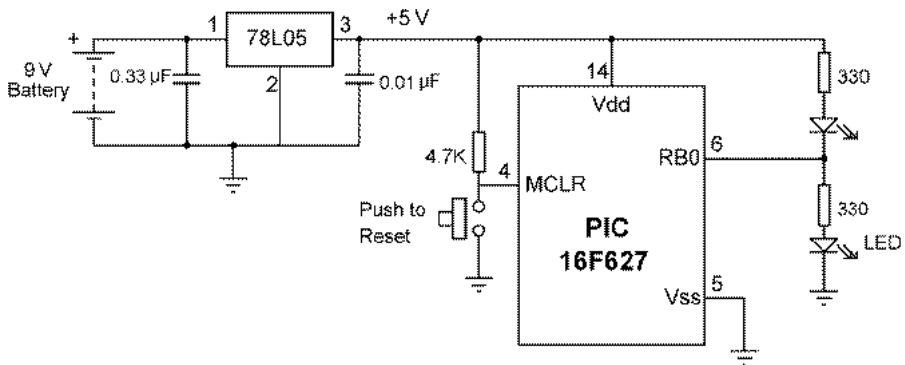 +
9 V
Battery
0.33 µF
1
78L05
3
2
+5 V
0.01 µF
4.7K
4
Push to
Reset
14
Vdd
MCLR
RB0
6
PIC
16F627
Vss
5
330
330
LED